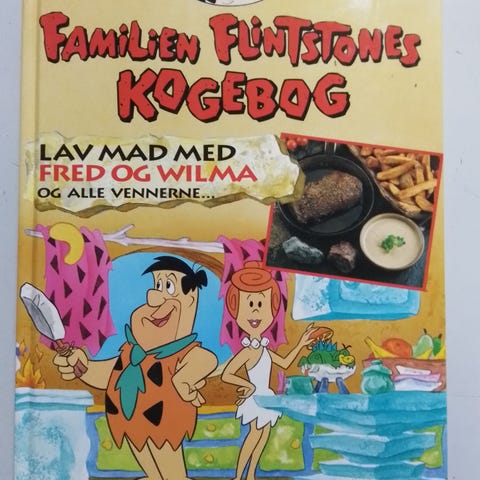 FAMILIEN FLINTSTONES
KOGEBOG
LAV MAD MED
FRED OG WILMA
OG ALLE VENNERNE...